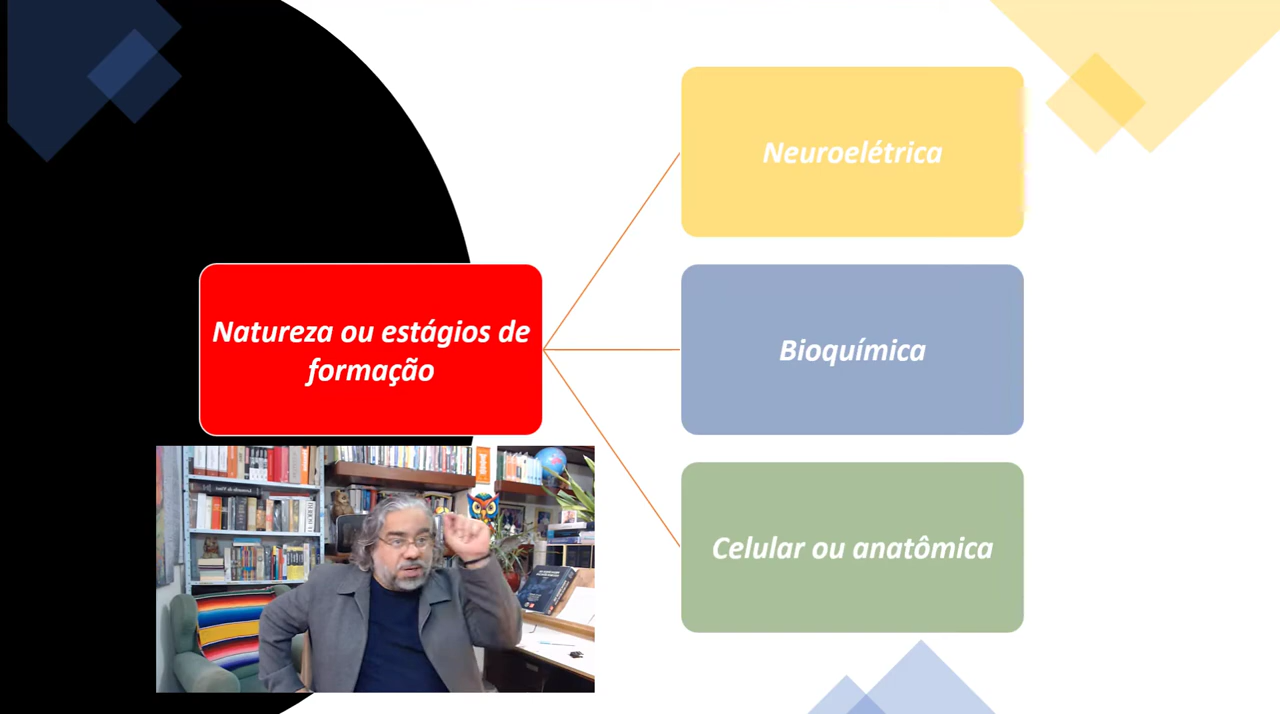 Neuroelétrica
Natureza ou estágios de
formação
Bioquímica
Celular ou anatômica